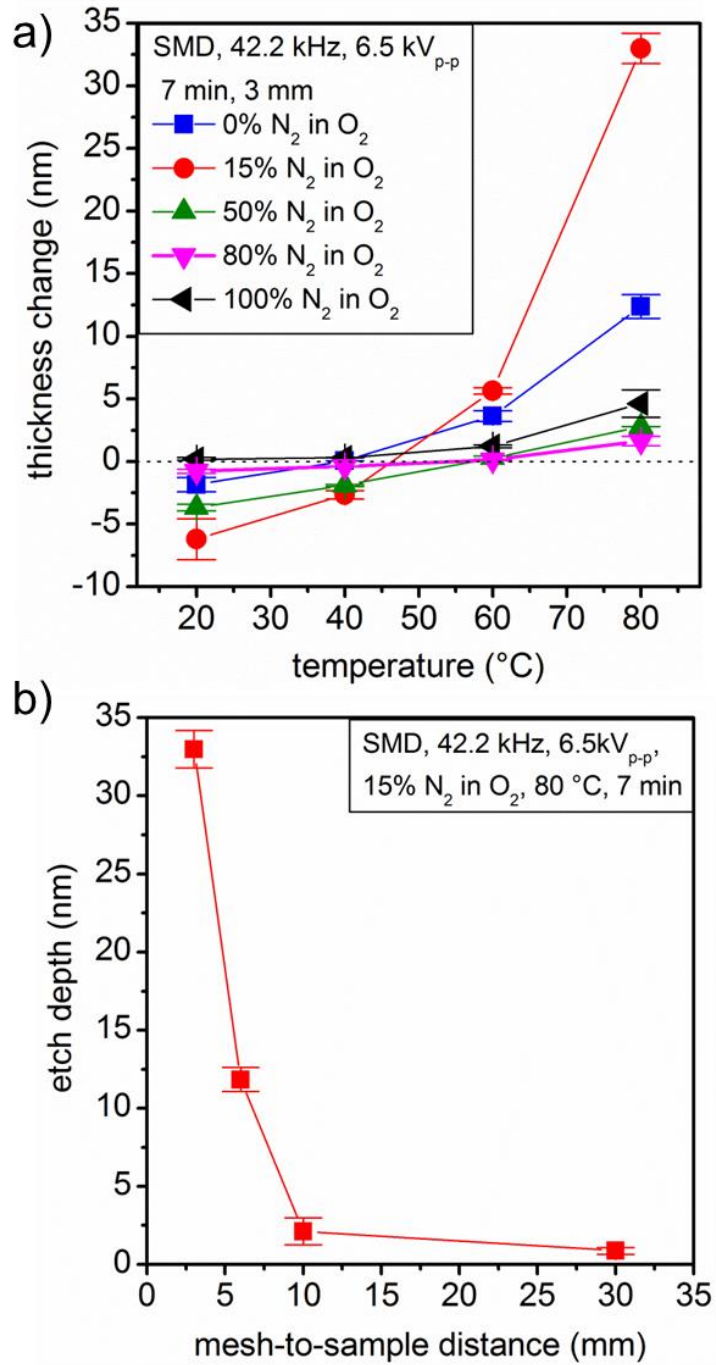 a)
SMD, 42.2 kHz, 6.5 kVp-p
7 min, 3 mm
0% N2 in O2
15% N2 in O2
50% N2 in O2
80% N2 in O2
100% N2 in O2
35
30
25
20
15
10
5
0
-5
-10
thickness change (nm)
20 30 40 50 60 70 80
temperature (°C)
b)
SMD, 42.2 kHz, 6.5kVp-p,
15% N2 in O2, 80 °C, 7 min
35
30
25
20
15
10
5
0
etch depth (nm)
0 5 10 15 20 25 30 35
mesh-to-sample distance (mm)